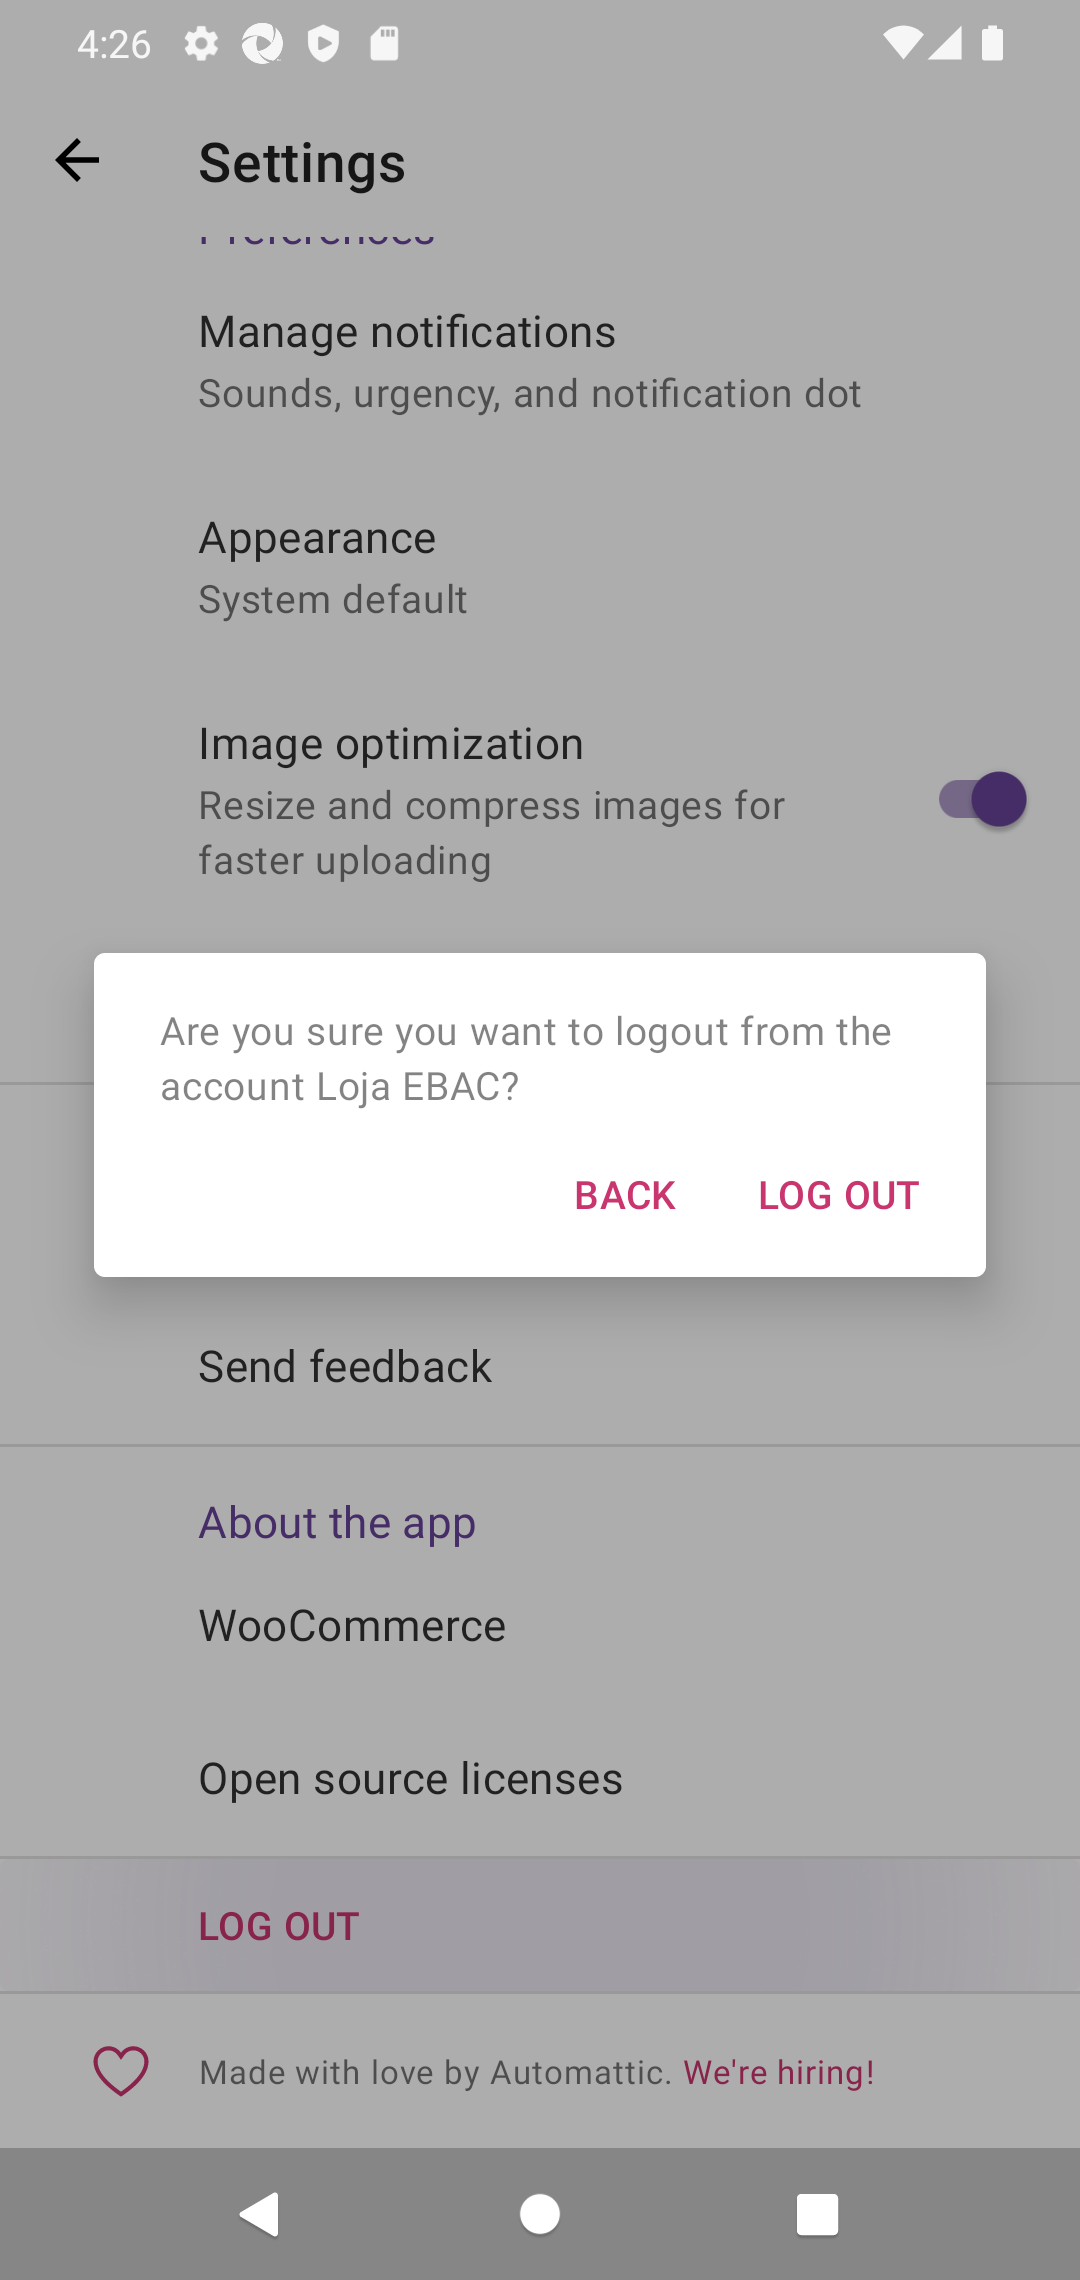 4:26
Settings
Preferences
Manage notifications
Sounds, urgency, and notification dot
Appearance
System default
Image optimization
Resize and compress images for
faster uploading
Are you sure you want to logout from the
account Loja EBAC?
BACK LOG OUT
Send feedback
About the app
WooCommerce
Open source licenses
LOG OUT
Made with love by Automattic. We're hiring!